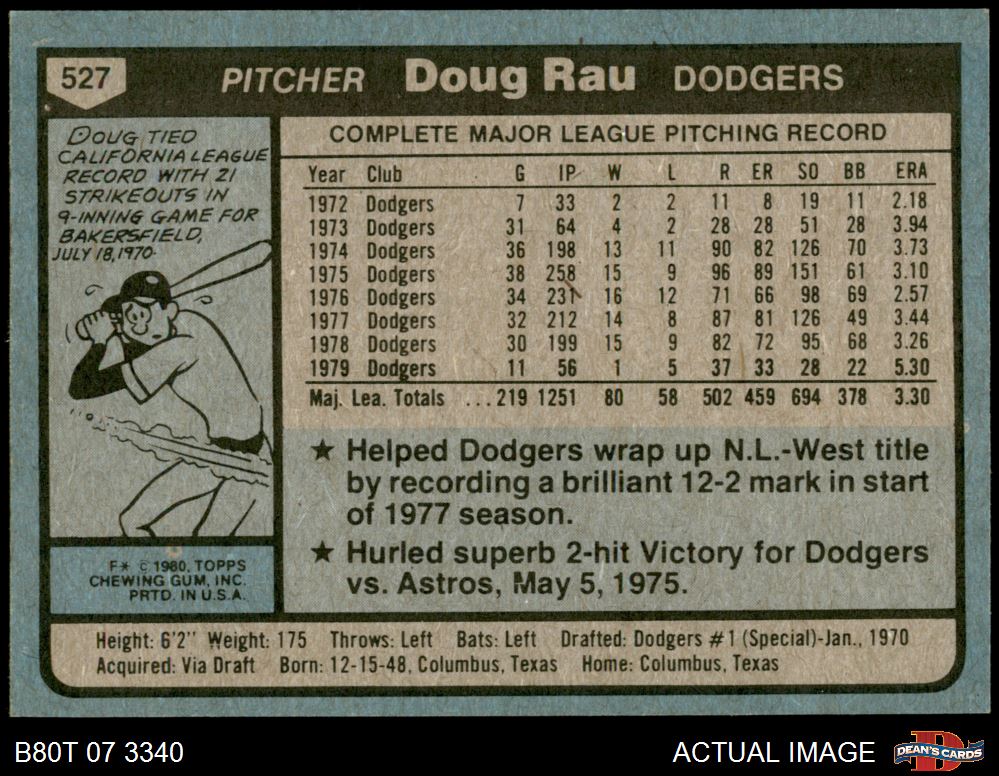 527 PITCHER Doug Rau DODGERS
DOUG TIED
CALIFORNIA LEAGUE
RECORD WITH 21
STRIKEOUTS IN
9-INNING GAME FOR
BAKERSFIELD,
JULY 18, 1970.
COMPLETE MAJOR LEAGUE PITCHING RECORD
Year Club G IP W L R ER SO BB ERA
1972 Dodgers 7 33 2 2 11 8 19 11 2.18
1973 Dodgers 31 64 4 2 28 28 51 28 3.94
1974 Dodgers 36 198 13 11 90 82 126 70 3.73
1975 Dodgers 38 258 15 9 96 89 151 61 3.10
1976 Dodgers 34 231 16 12 71 66 98 69 2.57
1977 Dodgers 32 212 14 8 87 81 126 49 3.44
1978 Dodgers 30 199 15 9 82 72 95 68 3.26
1979 Dodgers 11 56 1 5 37 33 28 22 5.30
Maj. Lea. Totals ...219 1251 80 58 502 459 694 378 3.30
★ Helped Dodgers wrap up N.L.-West title
by recording a brilliant 12-2 mark in start
of 1977 season.
★ Hurled superb 2-hit Victory for Dodgers
vs. Astros, May 5, 1975.
F* © 1980, TOPPS
CHEWING GUM, INC.
PRTD. IN U.S.A.
Height: 6'2" Weight: 175 Throws: Left Bats: Left Drafted: Dodgers #1 (Special)-Jan., 1970
Acquired: Via Draft Born: 12-15-48, Columbus, Texas Home: Columbus, Texas
B80T 07 3340 ACTUAL IMAGE DEAN'S CARDS